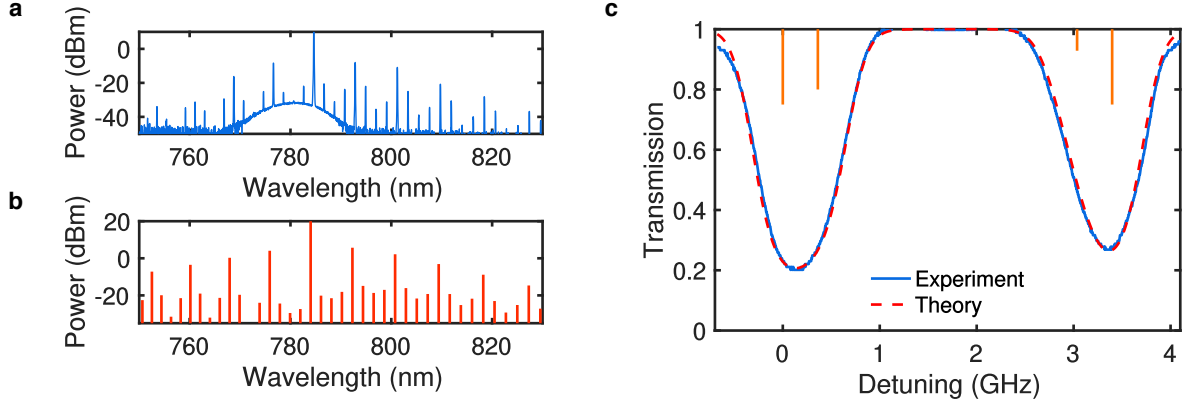 a
Power (dBm)
0
-20
-40
760
780
800
820
Wavelength (nm)
b
Power (dBm)
20
0
-20
760
780
800
820
Wavelength (nm)
c
Transmission
1
0.8
0.6
0.4
0.2
0
Experiment
Theory
0
1
2
3
4
Detuning (GHz)